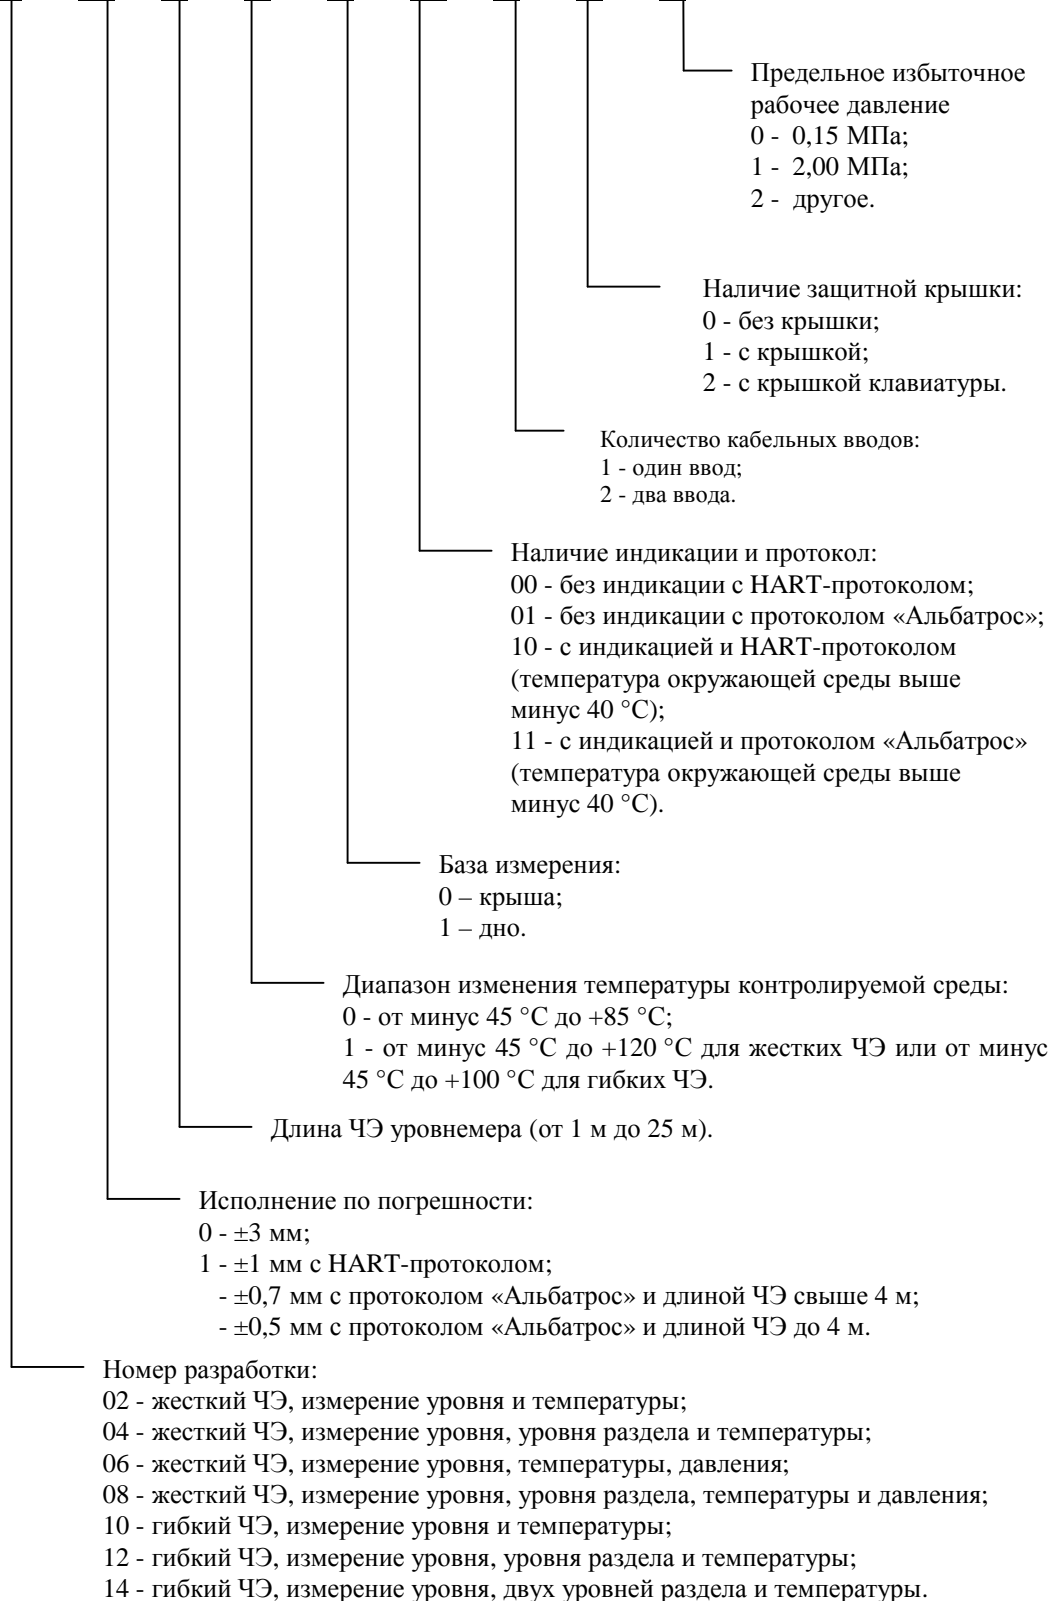 Предельное избыточное
рабочее давление
0 - 0,15 МПа;
1 - 2,00 МПа;
2 - другое.
Наличие защитной крышки:
0 - без крышки;
1 - с крышкой;
2 - с крышкой клавиатуры.
Количество кабельных вводов:
1 - один ввод;
2 - два ввода.
Наличие индикации и протокол:
00 - без индикации с HART-протоколом;
01 - без индикации с протоколом «Альбатрос»;
10 - с индикацией и HART-протоколом
(температура окружающей среды выше
минус 40 °С);
11 - с индикацией и протоколом «Альбатрос»
(температура окружающей среды выше
минус 40 °С).
База измерения:
0 – крыша;
1 – дно.
Диапазон изменения температуры контролируемой среды:
0 - от минус 45 °С до +85 °С;
1 - от минус 45 °С до +120 °С для жестких ЧЭ или от минус
45 °С до +100 °С для гибких ЧЭ.
Длина ЧЭ уровнемера (от 1 м до 25 м).
Исполнение по погрешности:
0 - ±3 мм;
1 - ±1 мм с HART-протоколом;
- ±0,7 мм с протоколом «Альбатрос» и длиной ЧЭ свыше 4 м;
- ±0,5 мм с протоколом «Альбатрос» и длиной ЧЭ до 4 м.
Номер разработки:
02 - жесткий ЧЭ, измерение уровня и температуры;
04 - жесткий ЧЭ, измерение уровня, уровня раздела и температуры;
06 - жесткий ЧЭ, измерение уровня, температуры, давления;
08 - жесткий ЧЭ, измерение уровня, уровня раздела, температуры и давления;
10 - гибкий ЧЭ, измерение уровня и температуры;
12 - гибкий ЧЭ, измерение уровня, уровня раздела и температуры;
14 - гибкий ЧЭ, измерение уровня, двух уровней раздела и температуры.